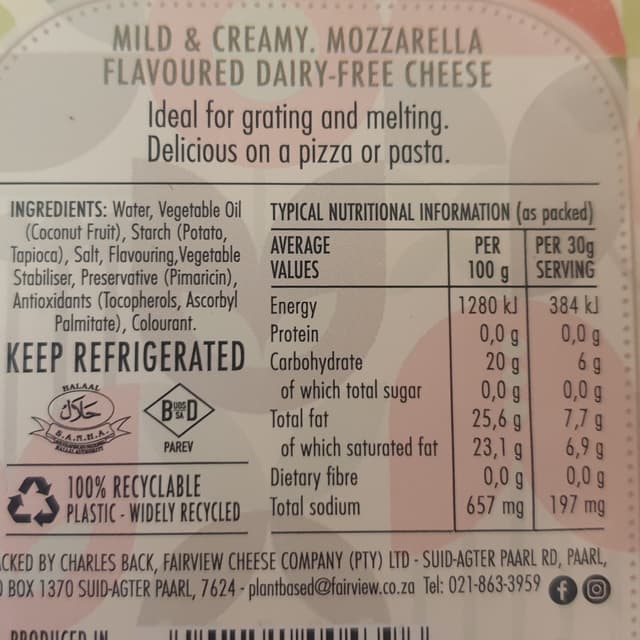 MILD & CREAMY. MOZZARELLA
FLAVOURED DAIRY-FREE CHEESE
Ideal for grating and melting.
Delicious on a pizza or pasta.
INGREDIENTS: Water, Vegetable Oil
(Coconut Fruit), Starch (Potato,
Tapioca), Salt, Flavouring, Vegetable
Stabiliser, Preservative (Pimaricin),
Antioxidants (Tocopherols, Ascorbyl
Palmitate), Colourant.
KEEP REFRIGERATED
HALAAL
حلال
S.A.N.H.A.
BUOS SA D
PAREV
100% RECYCLABLE
PLASTIC - WIDELY RECYCLED
TYPICAL NUTRITIONAL INFORMATION (as packed)
AVERAGE VALUES PER 100 g PER 30g SERVING
Energy 1280 kJ 384 kJ
Protein 0,0 g 0,0 g
Carbohydrate 20 g 6 g
of which total sugar 0,0 g 0,0 g
Total fat 25,6 g 7,7 g
of which saturated fat 23,1 g 6,9 g
Dietary fibre 0,0 g 0,0 g
Total sodium 657 mg 197 mg
ACKED BY CHARLES BACK, FAIRVIEW CHEESE COMPANY (PTY) LTD - SUID-AGTER PAARL RD, PAARL,
O BOX 1370 SUID-AGTER PAARL, 7624 - plantbased@fairview.co.za Tel: 021-863-3959
PRODUCED IN